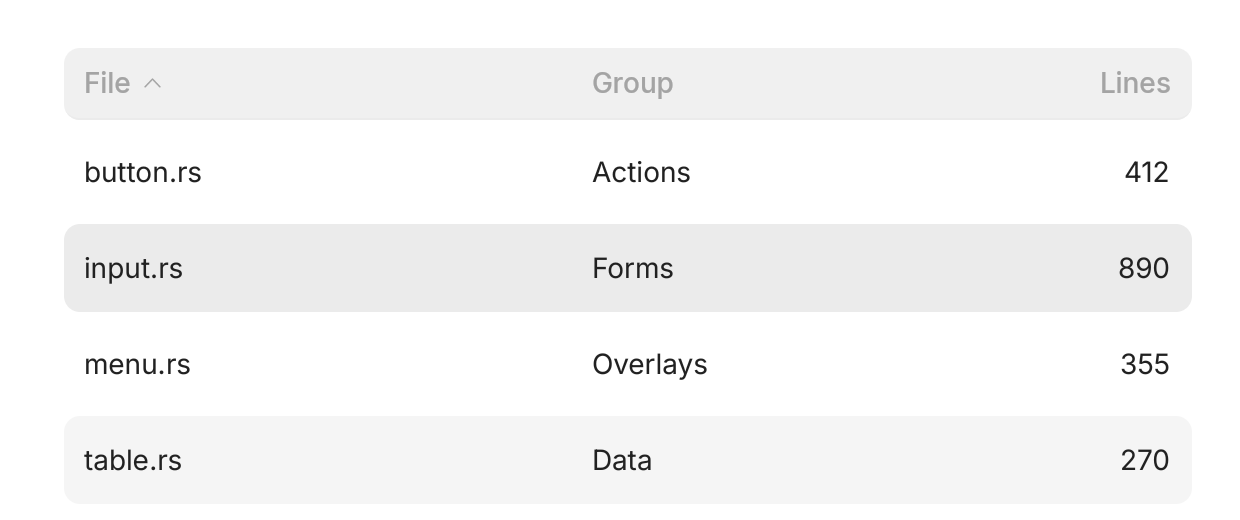 File Group Lines
button.rs Actions 412
input.rs Forms 890
menu.rs Overlays 355
table.rs Data 270